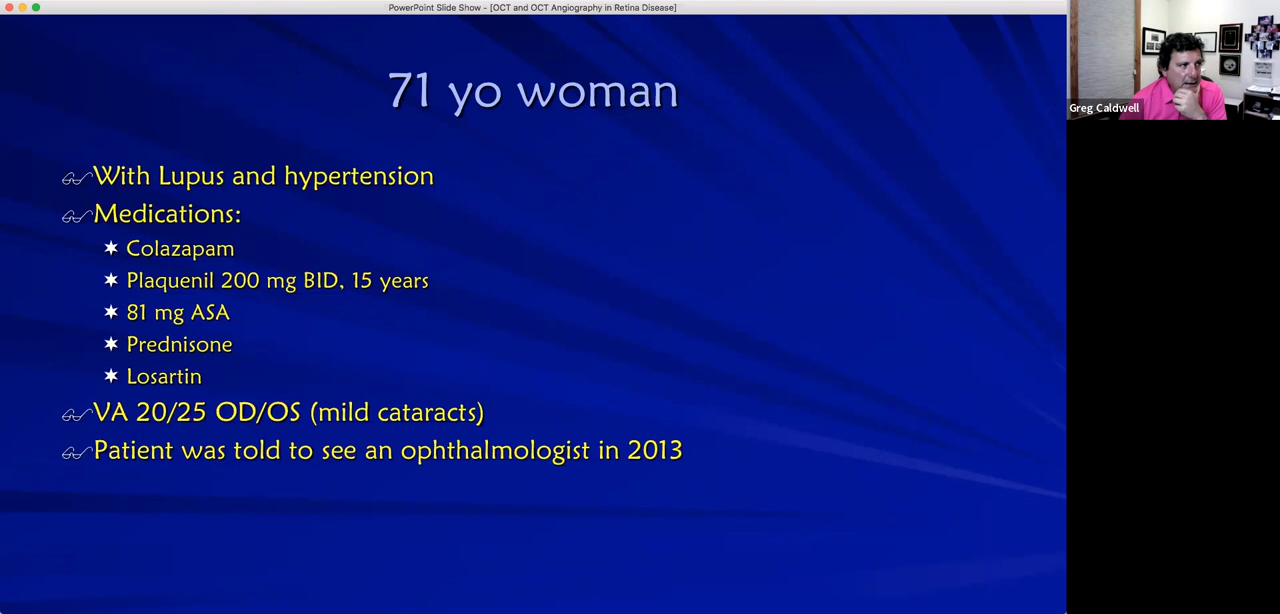 PowerPoint Slide Show - [OCT and OCT Angiography in Retina Disease]
71 yo woman
With Lupus and hypertension
Medications:
Colazapam
Plaquenil 200 mg BID, 15 years
81 mg ASA
Prednisone
Losartin
VA 20/25 OD/OS (mild cataracts)
Patient was told to see an ophthalmologist in 2013
Greg Caldwell